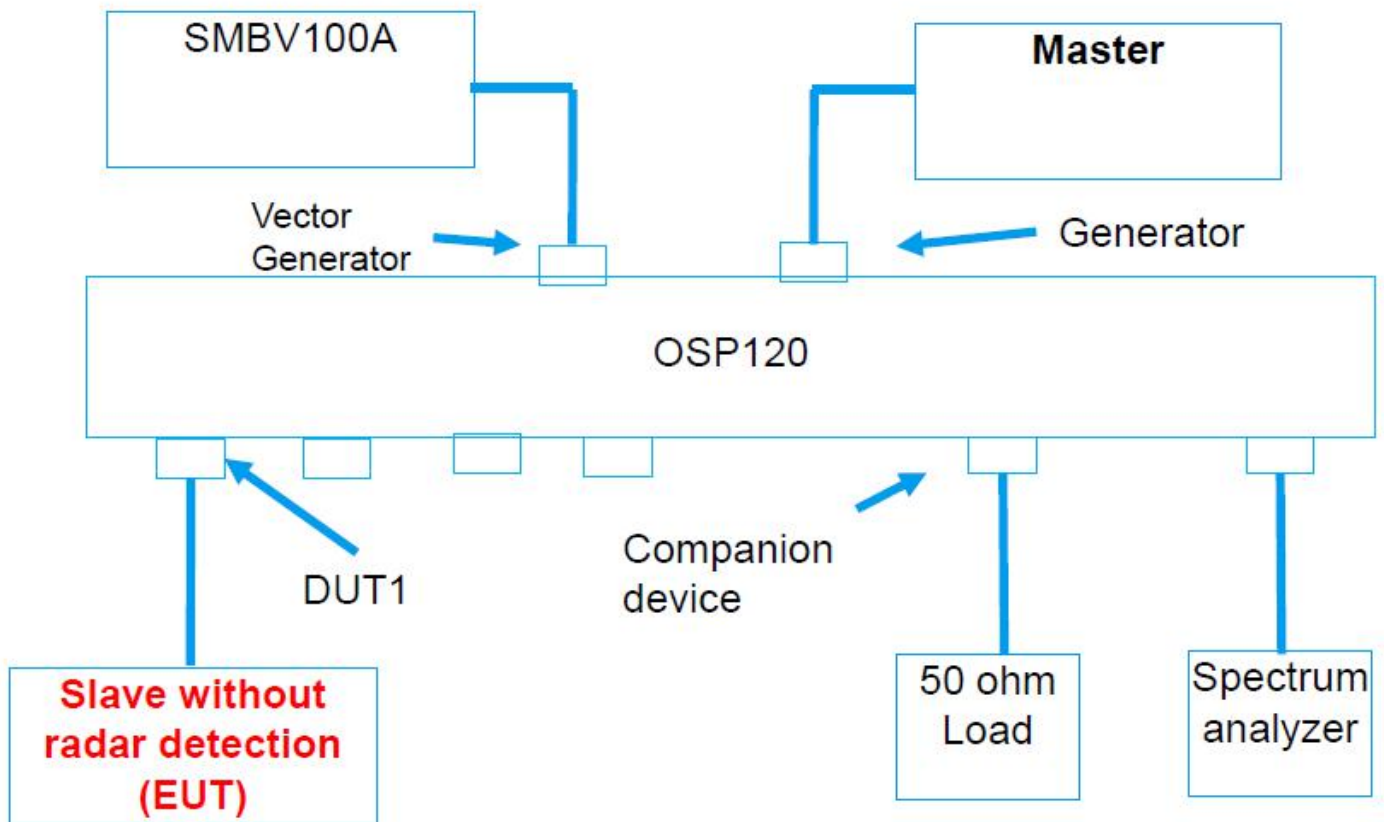 SMBV100A
Master
Vector
Generator
Generator
OSP120
DUT1
Companion
device
Slave without
radar detection
(EUT)
50 ohm
Load
Spectrum
analyzer